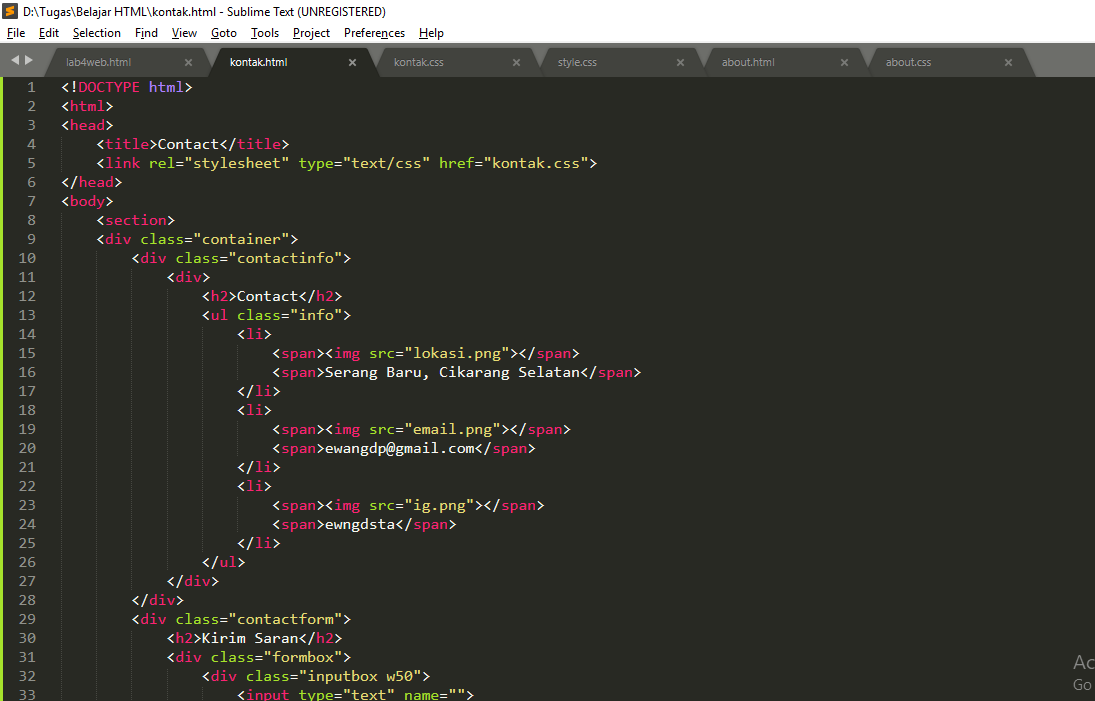 D:\Tugas\Belajar HTML\kontak.html - Sublime Text (UNREGISTERED)
File Edit Selection Find View Goto Tools Project Preferences Help
lab4web.html kontak.html kontak.css style.css about.html about.css
1 <!DOCTYPE html>
2 <html>
3 <head>
4 <title>Contact</title>
5 <link rel="stylesheet" type="text/css" href="kontak.css">
6 </head>
7 <body>
8 <section>
9 <div class="container">
10 <div class="contactinfo">
11 <div>
12 <h2>Contact</h2>
13 <ul class="info">
14 <li>
15 <span><img src="lokasi.png"></span>
16 <span>Serang Baru, Cikarang Selatan</span>
17 </li>
18 <li>
19 <span><img src="email.png"></span>
20 <span>ewangdp@gmail.com</span>
21 </li>
22 <li>
23 <span><img src="ig.png"></span>
24 <span>ewngdsta</span>
25 </li>
26 </ul>
27 </div>
28 </div>
29 <div class="contactform">
30 <h2>Kirim Saran</h2>
31 <div class="formbox">
32 <div class="inputbox w50">
33 <input type="text" name="">
Ac
Go